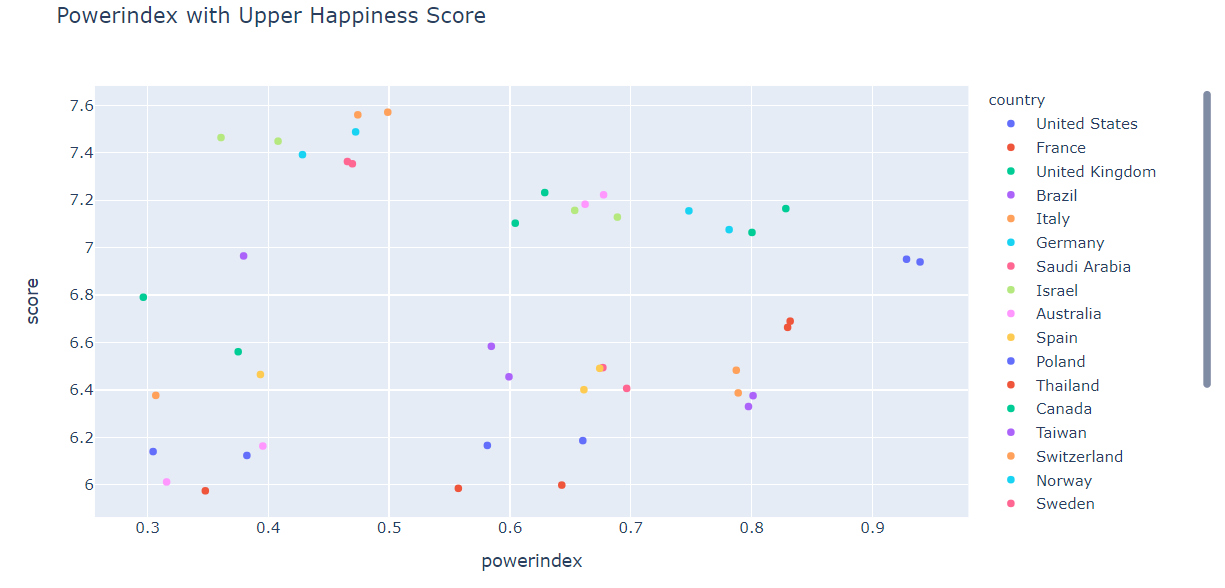 Powerindex with Upper Happiness Score
score
7.6
7.4
7.2
7
6.8
6.6
6.4
6.2
6
0.3 0.4 0.5 0.6 0.7 0.8 0.9
powerindex
country
United States
France
United Kingdom
Brazil
Italy
Germany
Saudi Arabia
Israel
Australia
Spain
Poland
Thailand
Canada
Taiwan
Switzerland
Norway
Sweden